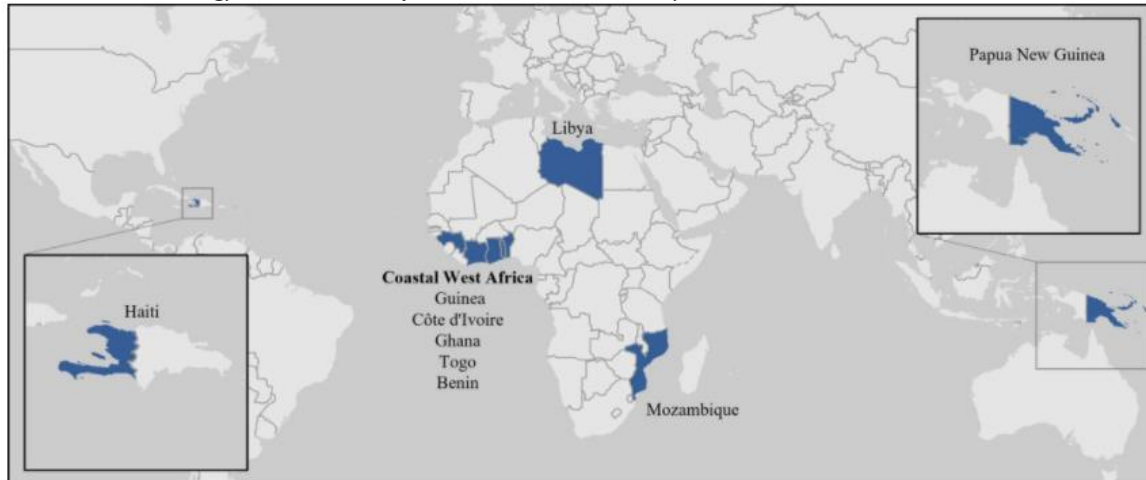 Papua New Guinea
Libya
Coastal West Africa
Guinea
Côte d'Ivoire
Ghana
Togo
Benin
Haiti
Mozambique